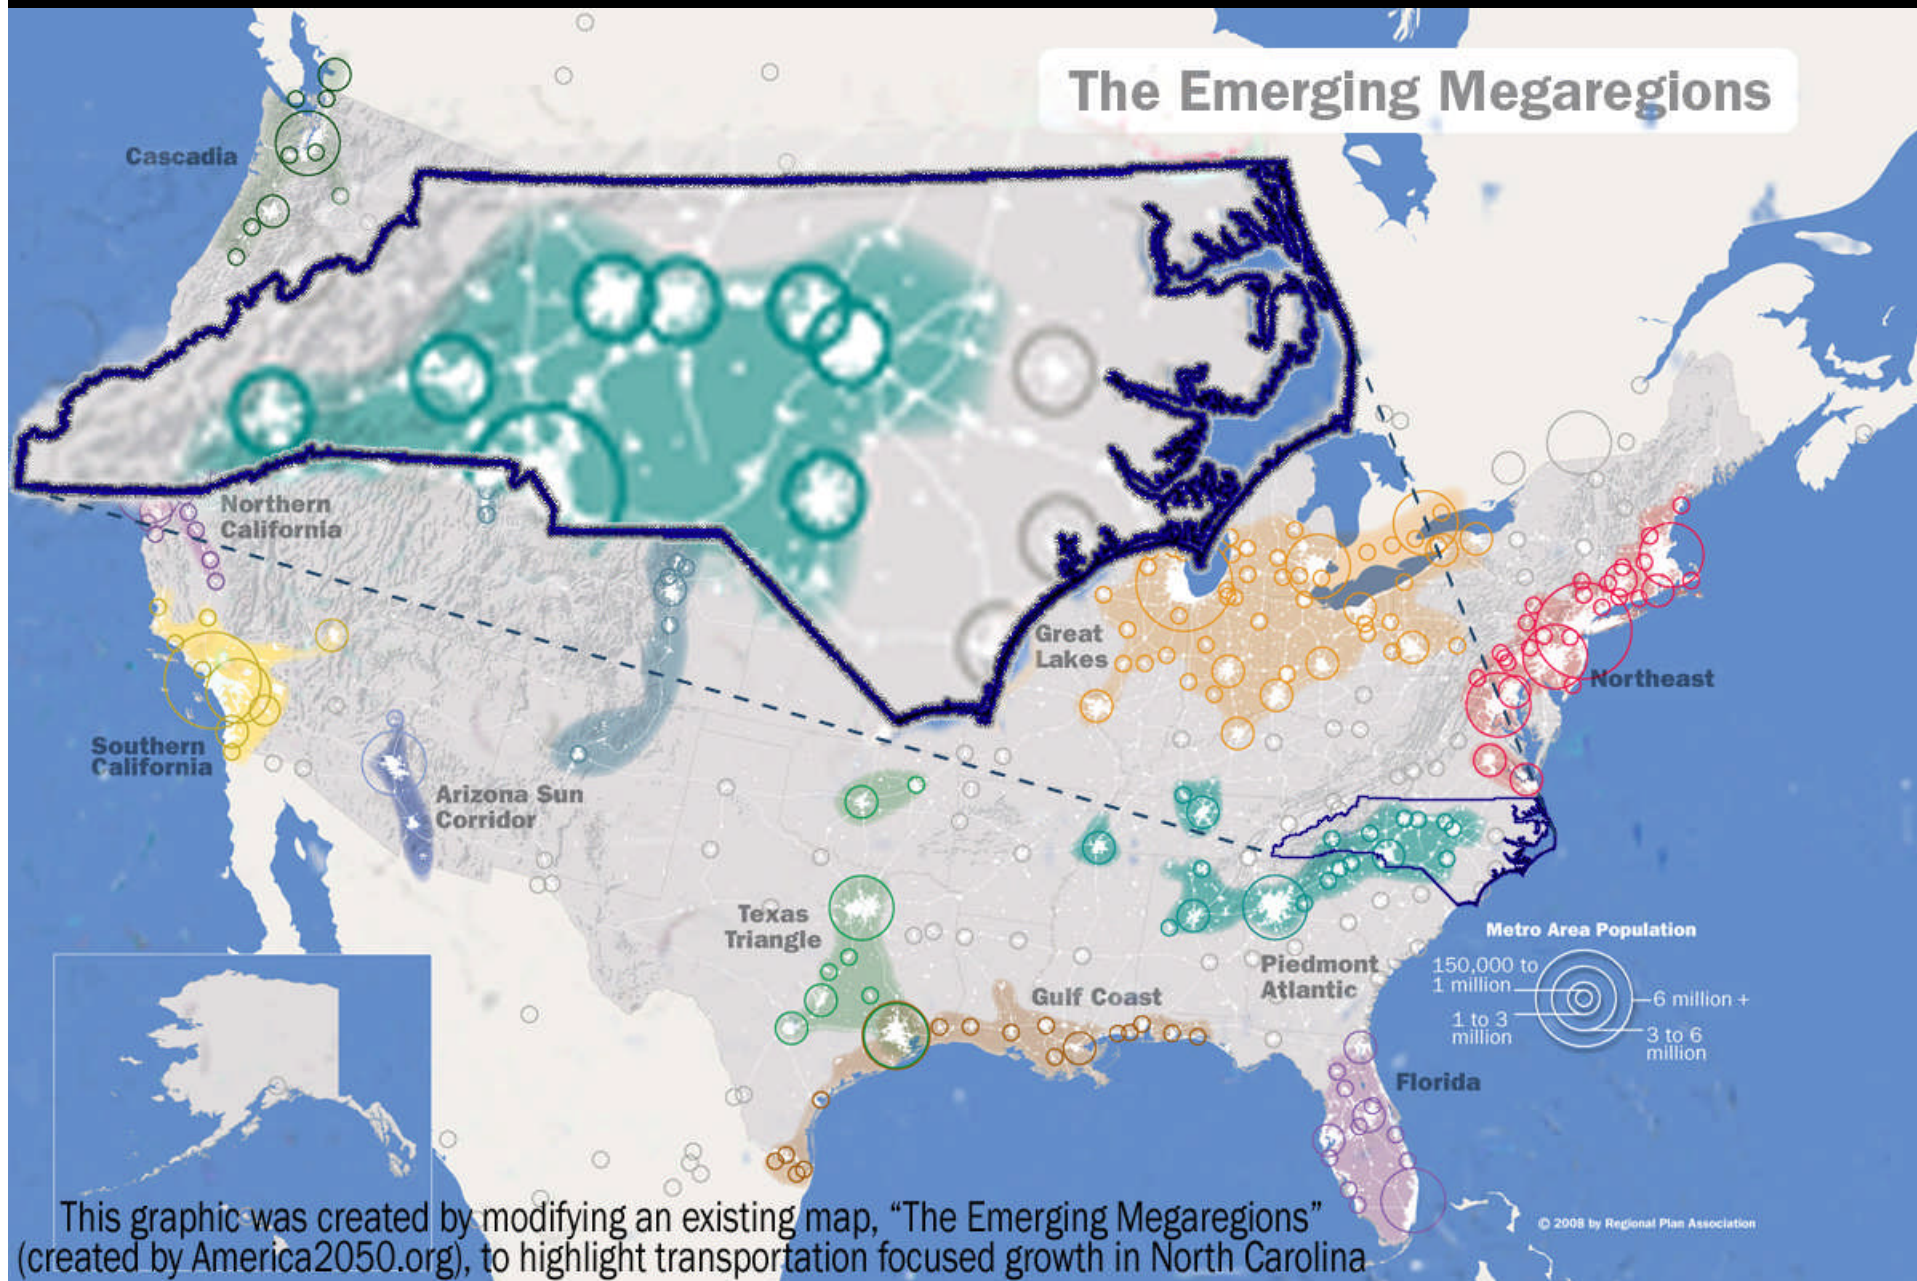 The Emerging Megaregions
Cascadia
Northern
California
Great
Lakes
Northeast
Southern
California
Arizona Sun
Corridor
Texas
Triangle
Gulf Coast
Piedmont
Atlantic
Metro Area Population
150,000 to
1 million
6 million +
1 to 3
million
3 to 6
million
Florida
© 2008 by Regional Plan Association
This graphic was created by modifying an existing map, “The Emerging Megaregions”
(created by America2050.org), to highlight transportation focused growth in North Carolina